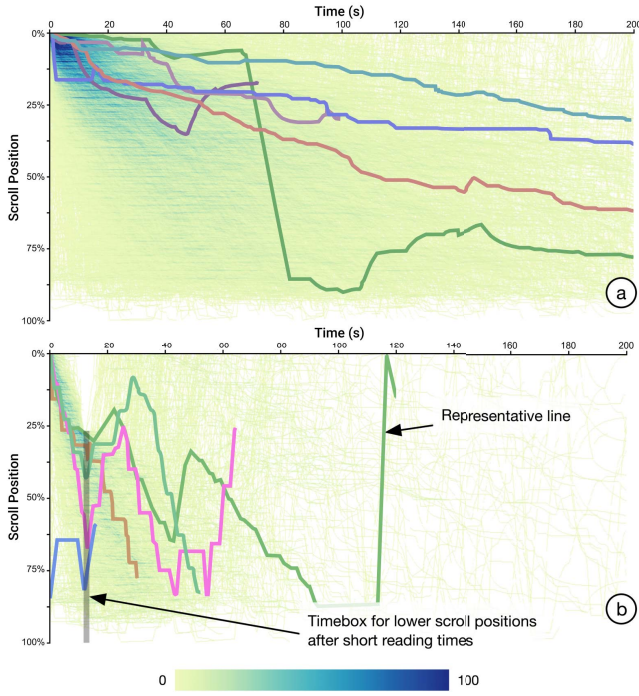 Time (s)
0 20 40 60 80 100 120 140 160 180 200
0%
25%
50%
75%
100%
Scroll Position
a
Time (s)
0 20 40 60 80 100 120 140 160 180 200
0%
25%
50%
75%
100%
Scroll Position
Representative line
Timebox for lower scroll positions
after short reading times
b
0 100